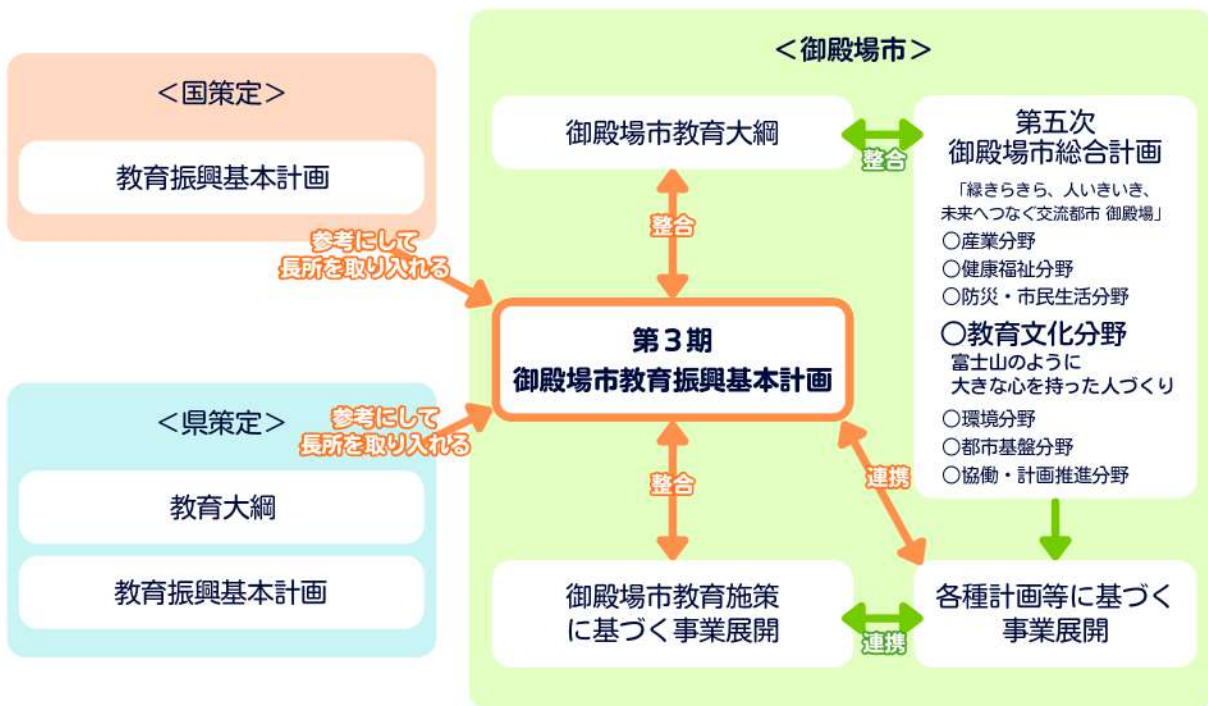 ＜国策定＞
教育振興基本計画
参考にして
長所を取り入れる
＜県策定＞
教育大綱
教育振興基本計画
参考にして
長所を取り入れる
＜御殿場市＞
御殿場市教育大綱
整合
整合
第３期
御殿場市教育振興基本計画
整合
連携
御殿場市教育施策
に基づく事業展開
連携
第五次
御殿場市総合計画
「緑きらきら、人いきいき、
未来へつなぐ交流都市 御殿場」
○産業分野
○健康福祉分野
○防災・市民生活分野
○教育文化分野
富士山のように
大きな心を持った人づくり
○環境分野
○都市基盤分野
○協働・計画推進分野
各種計画等に基づく
事業展開